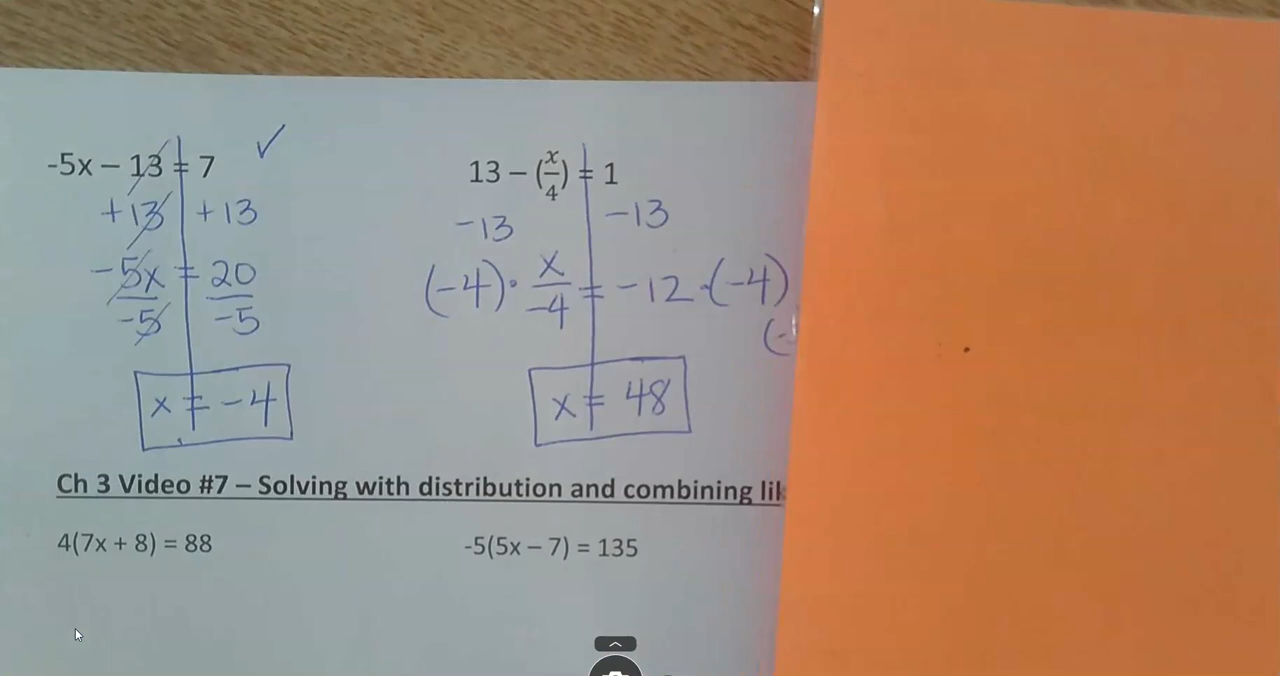 -5x – 13 = 7 ✓
+13 +13
-5x = 20
-5 -5
x = -4
13 – (x/4) = 1
-13 -13
(-4) · x/-4 = -12 · (-4)
(-
x = 48
Ch 3 Video #7 – Solving with distribution and combining lik
4(7x + 8) = 88
-5(5x – 7) = 135